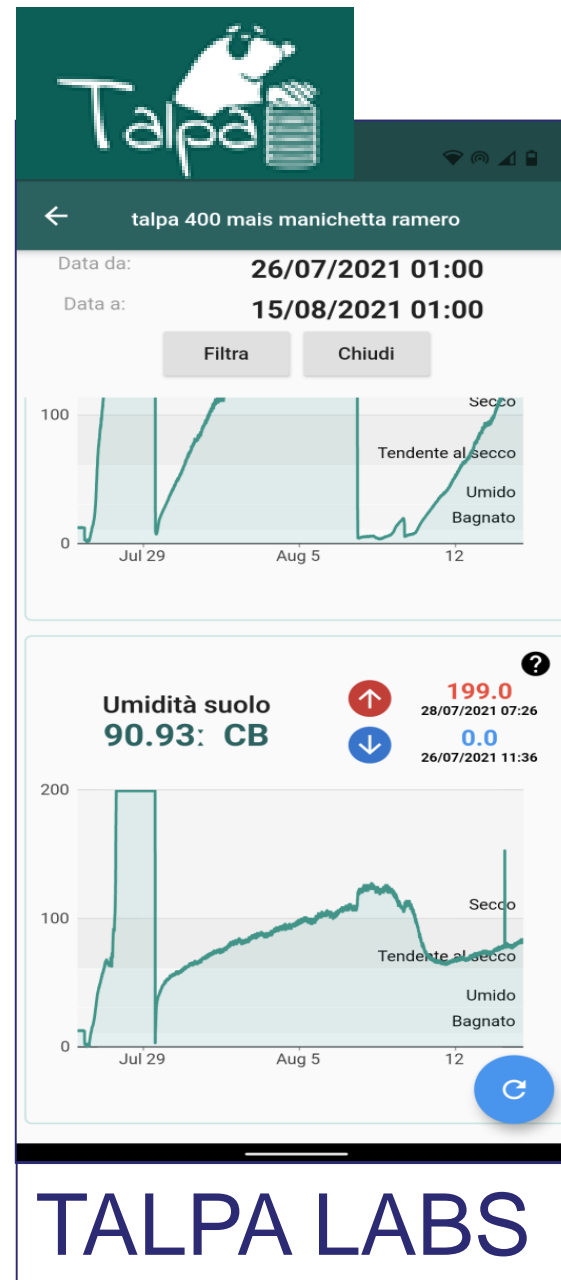 Talpa
talpa 400 mais manichetta ramero
Data da: 26/07/2021 01:00
Data a: 15/08/2021 01:00
Filtra Chiudi
100
Secco
Tendente al secco
Umido
Bagnato
0
Jul 29 Aug 5 12
?
Umidità suolo
90.93: CB
199.0
28/07/2021 07:26
0.0
26/07/2021 11:36
200
100
Secco
Tendente al secco
Umido
Bagnato
0
Jul 29 Aug 5 12
TALPA LABS